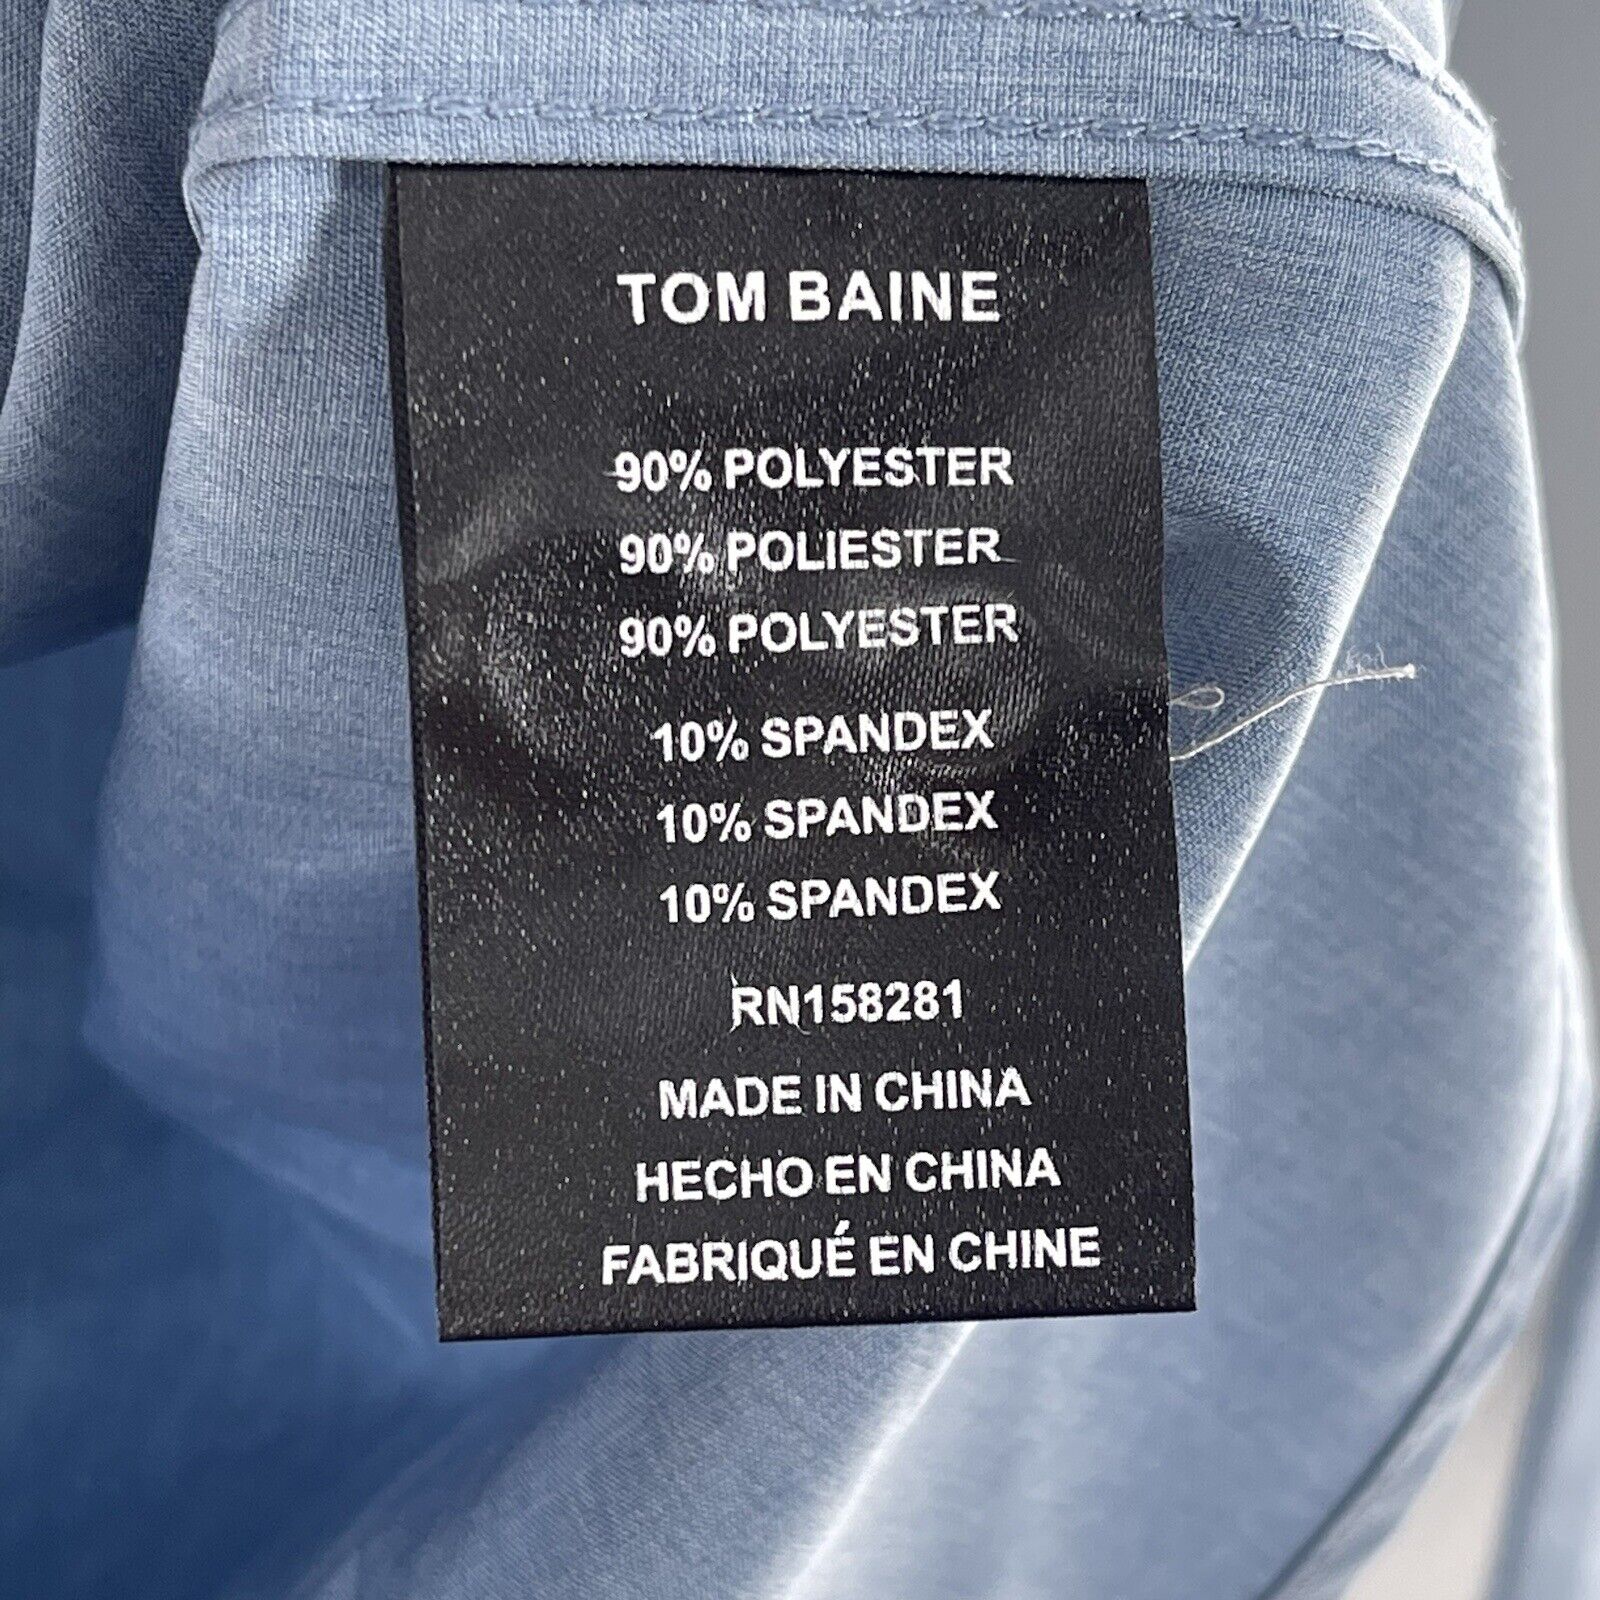 TOM BAINE
90% POLYESTER
90% POLIESTER
90% POLYESTER
10% SPANDEX
10% SPANDEX
10% SPANDEX
RN158281
MADE IN CHINA
HECHO EN CHINA
FABRIQUÉ EN CHINE